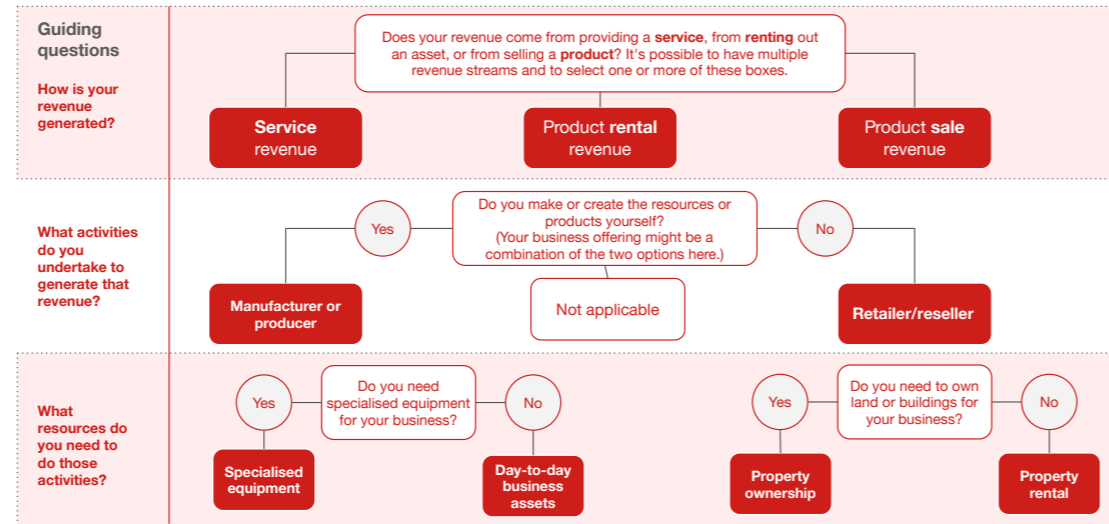 Guiding
questions
How is your
revenue
generated?
Does your revenue come from providing a service, from renting out
an asset, or from selling a product? It's possible to have multiple
revenue streams and to select one or more of these boxes.
Service
revenue
Product rental
revenue
Product sale
revenue
What activities
do you
undertake to
generate that
revenue?
Yes
Do you make or create the resources or
products yourself?
(Your business offering might be a
combination of the two options here.)
No
Manufacturer or
producer
Not applicable
Retailer/reseller
What
resources do
you need to
do those
activities?
Yes
Do you need
specialised equipment
for your business?
No
Specialised
equipment
Day-to-day
business
assets
Yes
Do you need to own
land or buildings for
your business?
No
Property
ownership
Property
rental